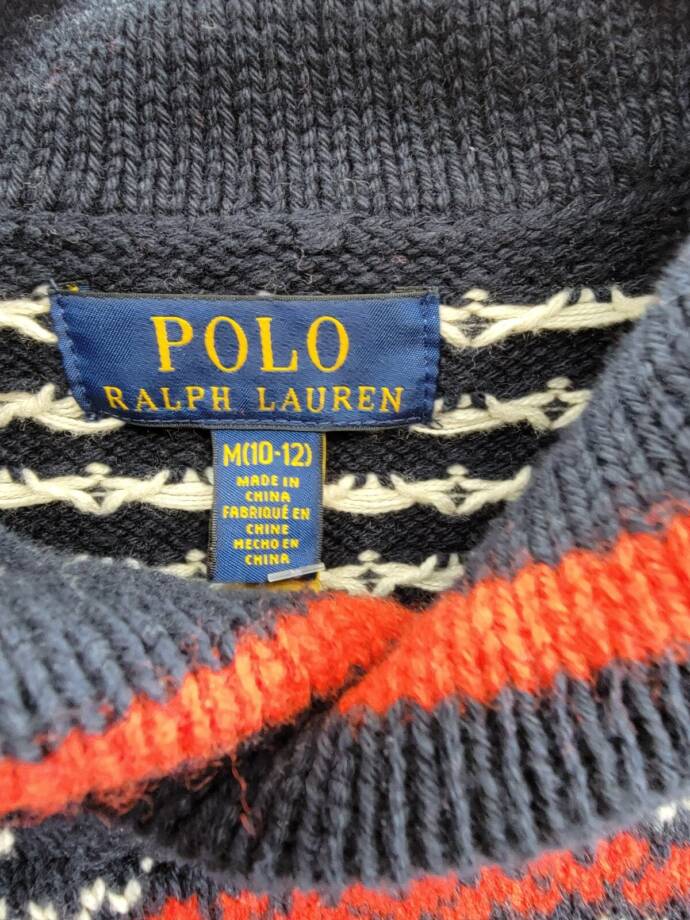 POLO
RALPH LAUREN
M(10-12)
MADE IN
CHINA
FABRIQUÉ EN
CHINE
HECHO EN
CHINA